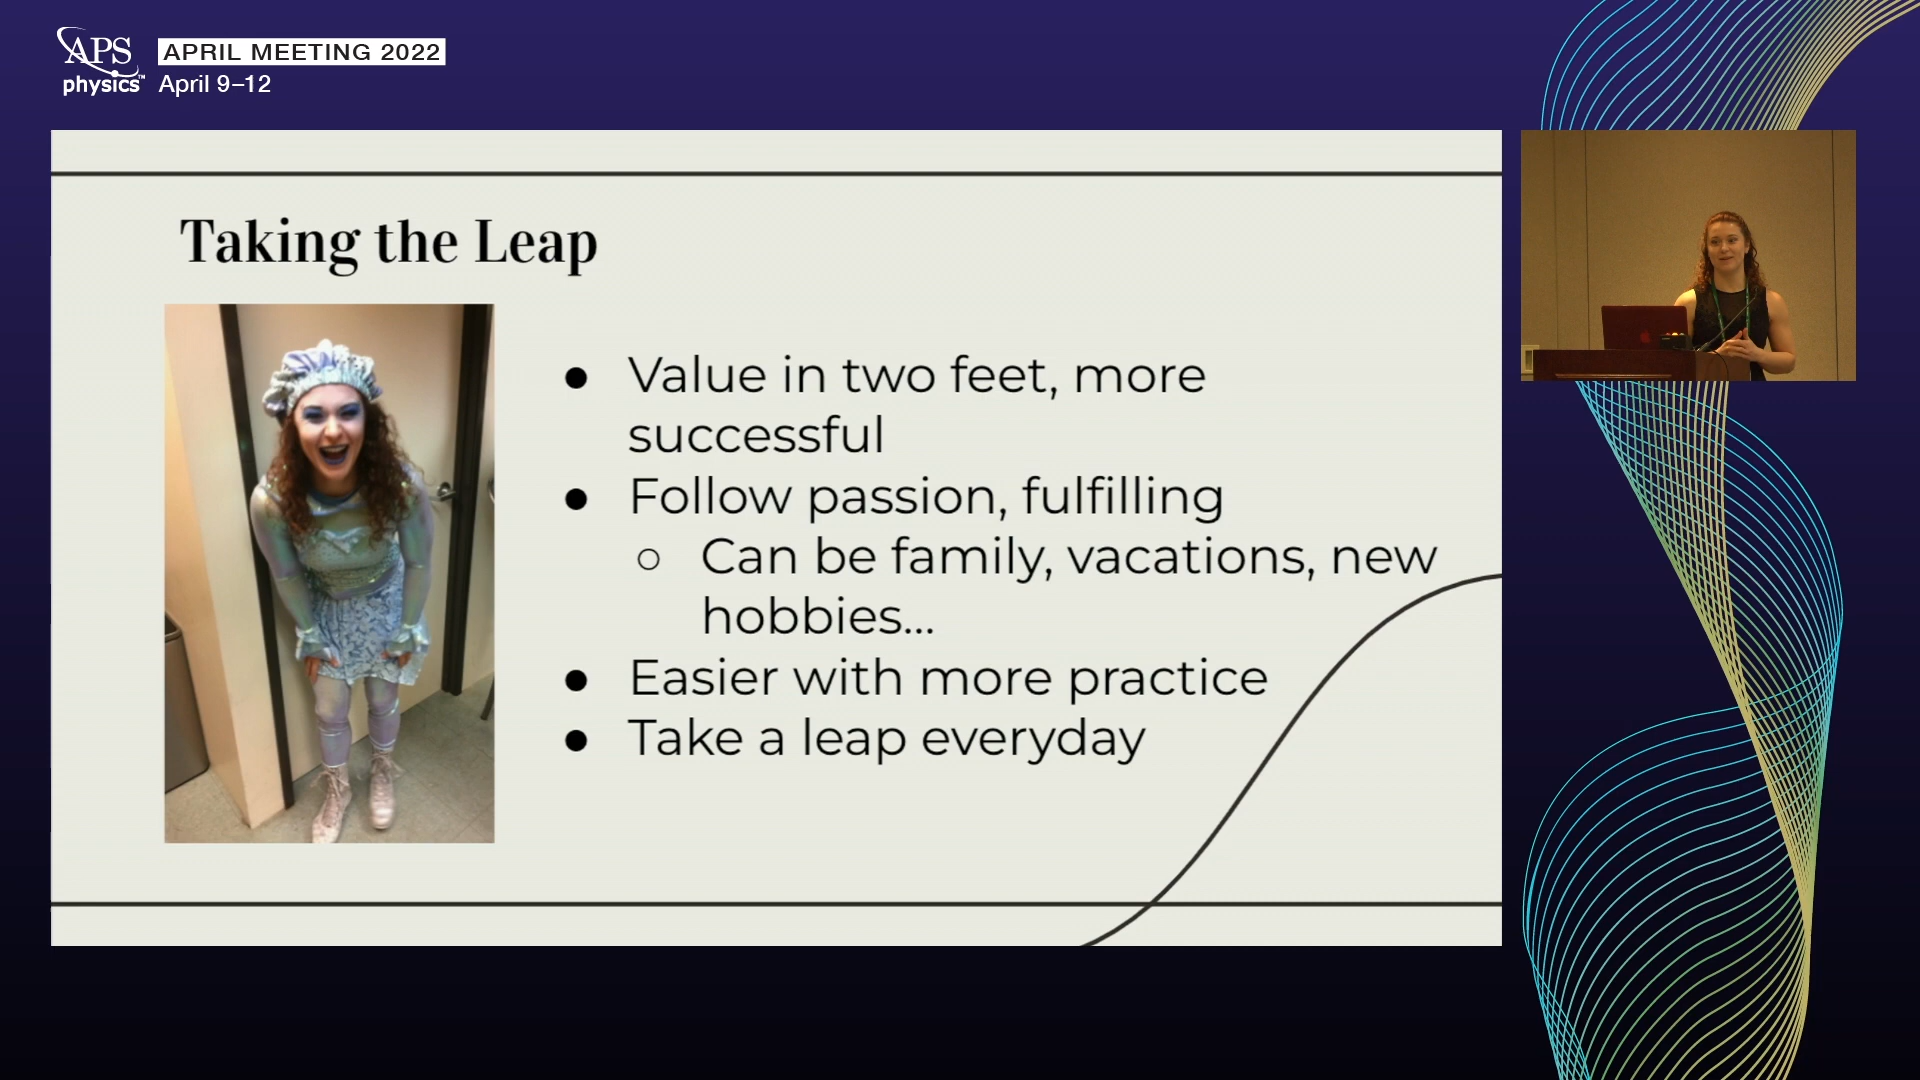 APS
physics™
APRIL MEETING 2022
April 9–12
Taking the Leap
● Value in two feet, more
successful
● Follow passion, fulfilling
○ Can be family, vacations, new
hobbies...
● Easier with more practice
● Take a leap everyday